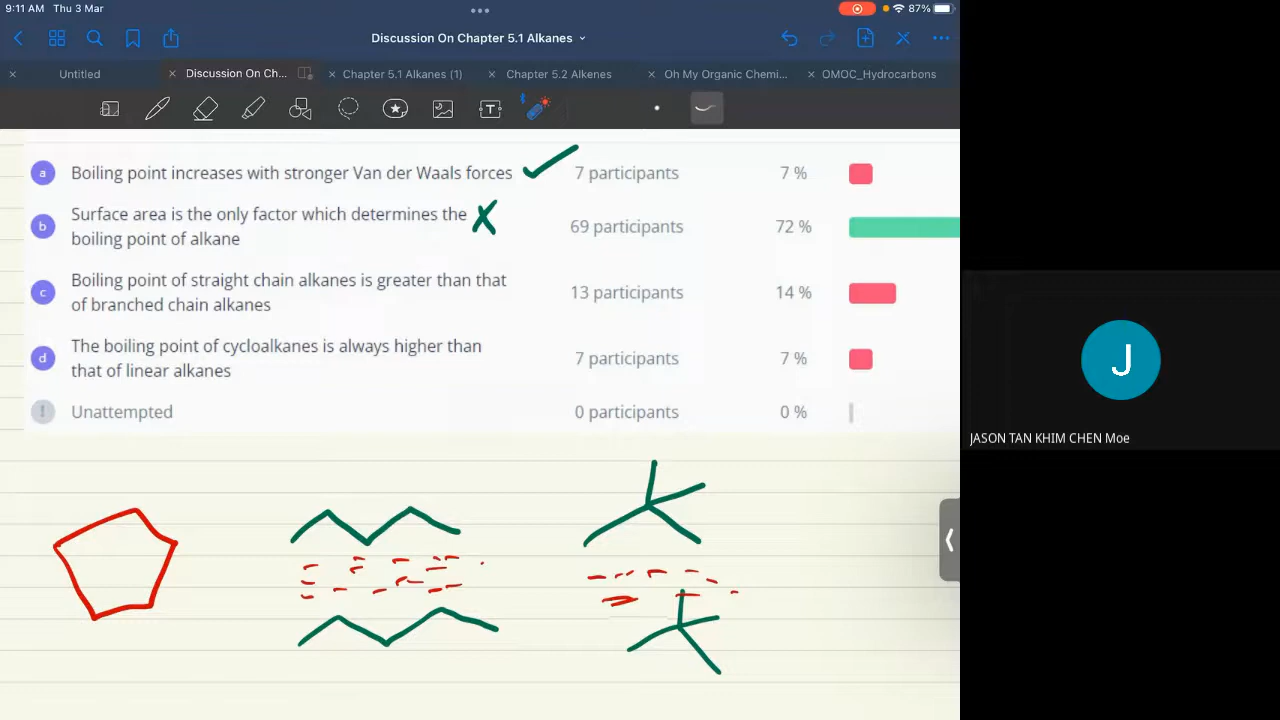 9:11 AM Thu 3 Mar
87%
Discussion On Chapter 5.1 Alkanes
Untitled
Discussion On Ch...
Chapter 5.1 Alkanes (1)
Chapter 5.2 Alkenes
Oh My Organic Chemi...
OMOC_Hydrocarbons
a Boiling point increases with stronger Van der Waals forces 7 participants 7 %
b Surface area is the only factor which determines the
boiling point of alkane 69 participants 72 %
c Boiling point of straight chain alkanes is greater than that
of branched chain alkanes 13 participants 14 %
d The boiling point of cycloalkanes is always higher than
that of linear alkanes 7 participants 7 %
! Unattempted 0 participants 0 %
J
JASON TAN KHIM CHEN Moe